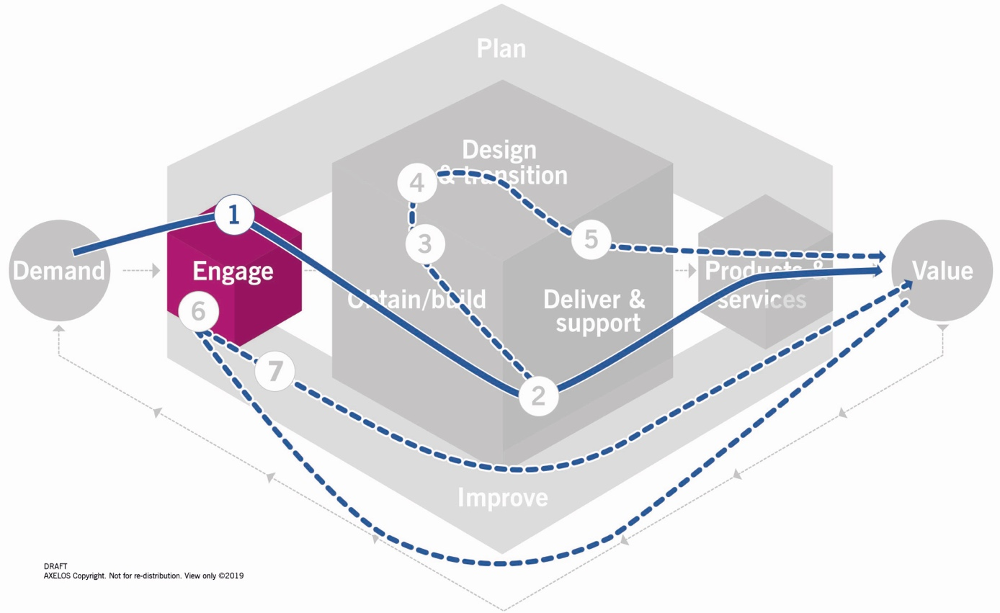 Plan
Design
& transition
4
1
3
5
Demand
Engage
Products &
services
Value
Obtain/build
Deliver &
support
6
7
2
Improve
DRAFT
AXELOS Copyright. Not for re-distribution. View only ©2019